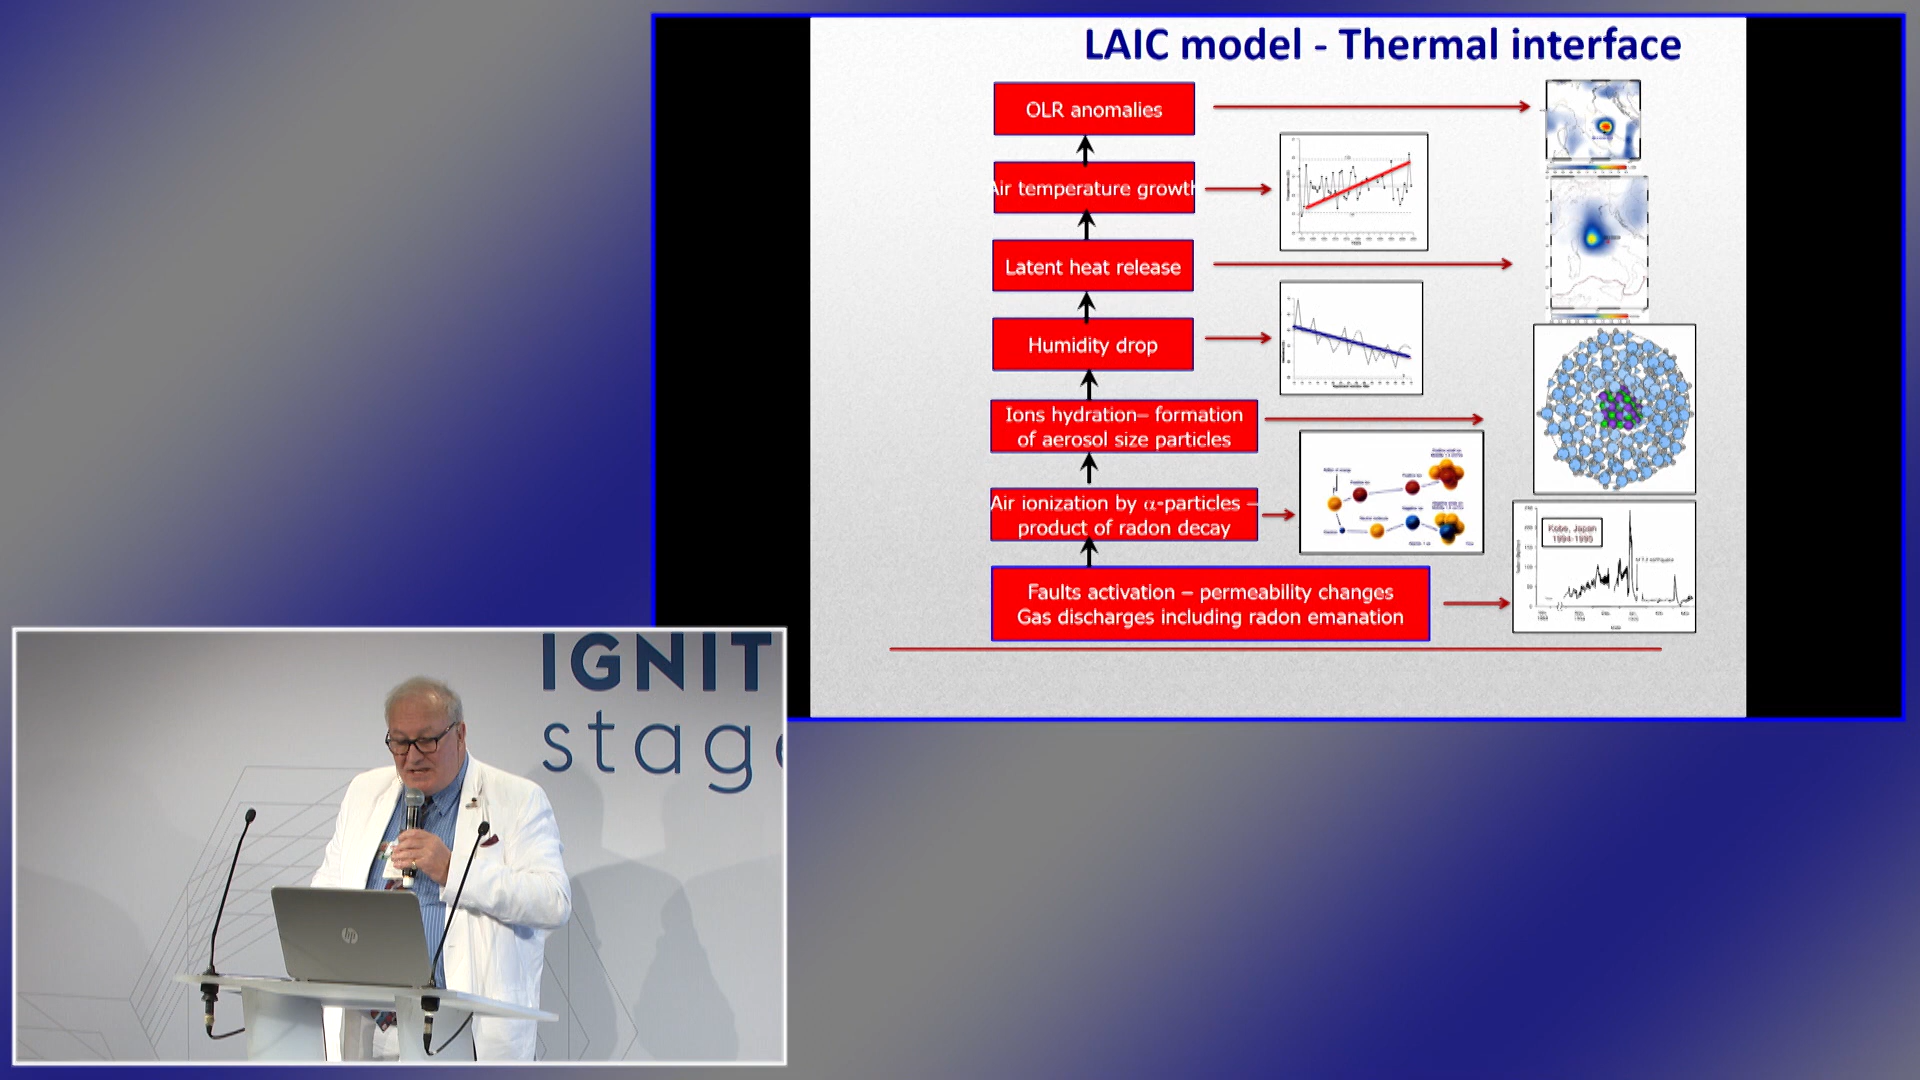 LAIC model - Thermal interface
OLR anomalies
Air temperature growth
Latent heat release
Humidity drop
Ions hydration– formation
of aerosol size particles
Air ionization by α-particles –
product of radon decay
Kobe, Japan
1994-1995
Faults activation – permeability changes
Gas discharges including radon emanation
IGNIT
stage
hp